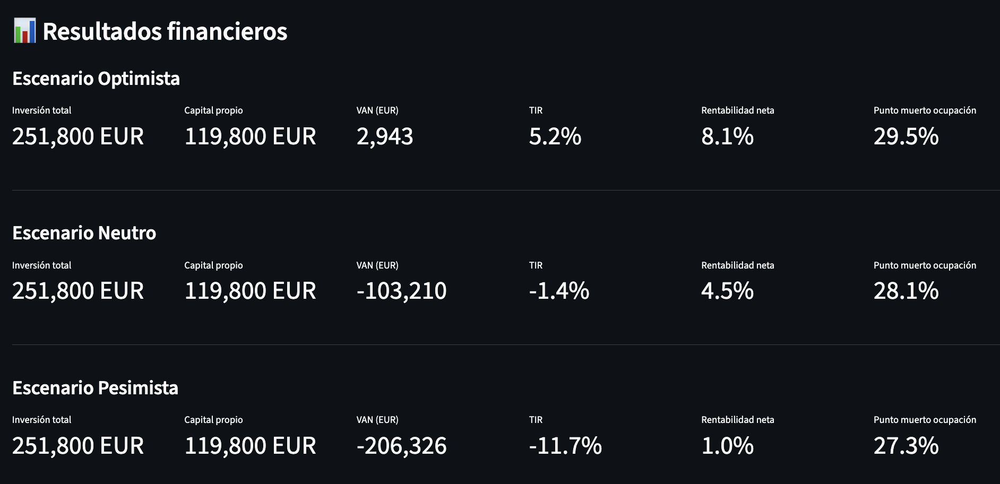 Resultados financieros
Escenario Optimista
Inversión total Capital propio VAN (EUR) TIR Rentabilidad neta Punto muerto ocupación
251,800 EUR 119,800 EUR 2,943 5.2% 8.1% 29.5%
Escenario Neutro
Inversión total Capital propio VAN (EUR) TIR Rentabilidad neta Punto muerto ocupación
251,800 EUR 119,800 EUR -103,210 -1.4% 4.5% 28.1%
Escenario Pesimista
Inversión total Capital propio VAN (EUR) TIR Rentabilidad neta Punto muerto ocupación
251,800 EUR 119,800 EUR -206,326 -11.7% 1.0% 27.3%